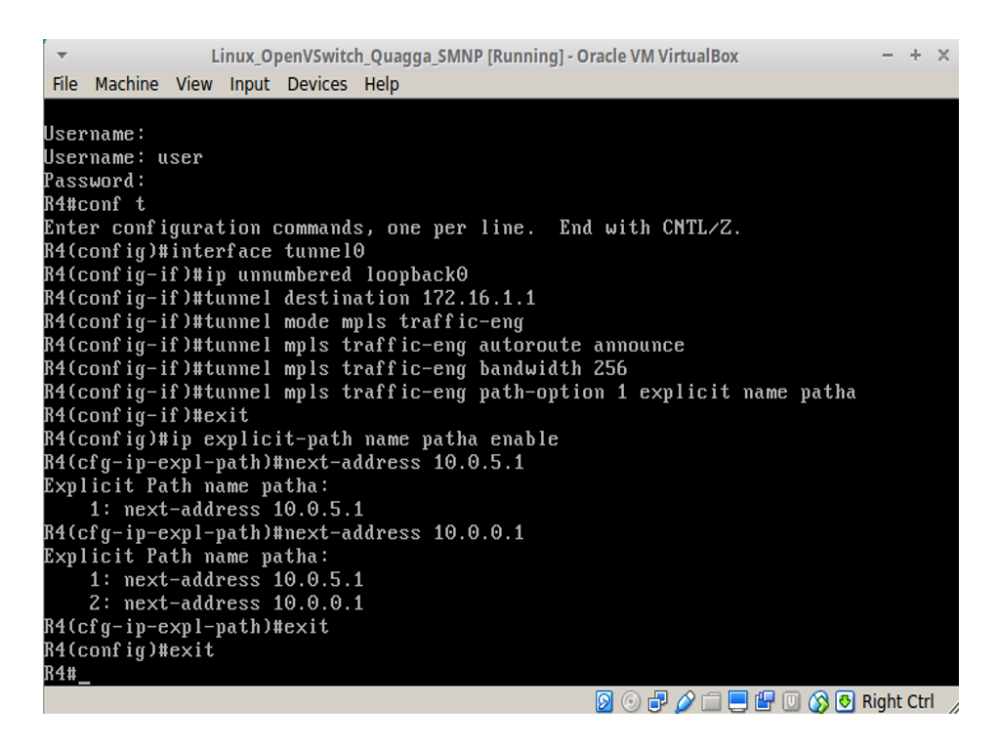 Linux_OpenVSwitch_Quagga_SMNP [Running] - Oracle VM VirtualBox
File Machine View Input Devices Help
Username:
Username: user
Password:
R4#conf t
Enter configuration commands, one per line.  End with CNTL/Z.
R4(config)#interface tunnel0
R4(config-if)#ip unnumbered loopback0
R4(config-if)#tunnel destination 172.16.1.1
R4(config-if)#tunnel mode mpls traffic-eng
R4(config-if)#tunnel mpls traffic-eng autoroute announce
R4(config-if)#tunnel mpls traffic-eng bandwidth 256
R4(config-if)#tunnel mpls traffic-eng path-option 1 explicit name patha
R4(config-if)#exit
R4(config)#ip explicit-path name patha enable
R4(cfg-ip-expl-path)#next-address 10.0.5.1
Explicit Path name patha:
    1: next-address 10.0.5.1
R4(cfg-ip-expl-path)#next-address 10.0.0.1
Explicit Path name patha:
    1: next-address 10.0.5.1
    2: next-address 10.0.0.1
R4(cfg-ip-expl-path)#exit
R4(config)#exit
R4#_
Right Ctrl